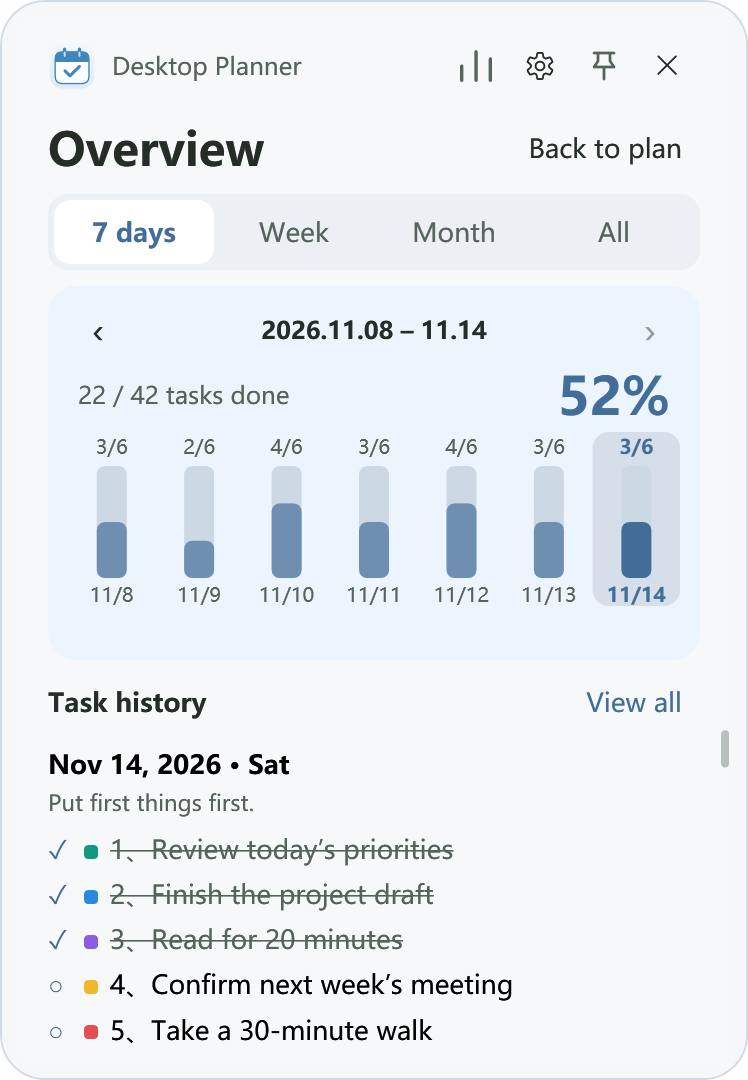 Desktop Planner
Overview
Back to plan
7 days Week Month All
‹ 2026.11.08 – 11.14 ›
22 / 42 tasks done
52%
3/6 2/6 4/6 3/6 4/6 3/6 3/6
11/8 11/9 11/10 11/11 11/12 11/13 11/14
Task history
View all
Nov 14, 2026 • Sat
Put first things first.
✓ 1、Review today’s priorities
✓ 2、Finish the project draft
✓ 3、Read for 20 minutes
○ 4、Confirm next week’s meeting
○ 5、Take a 30-minute walk